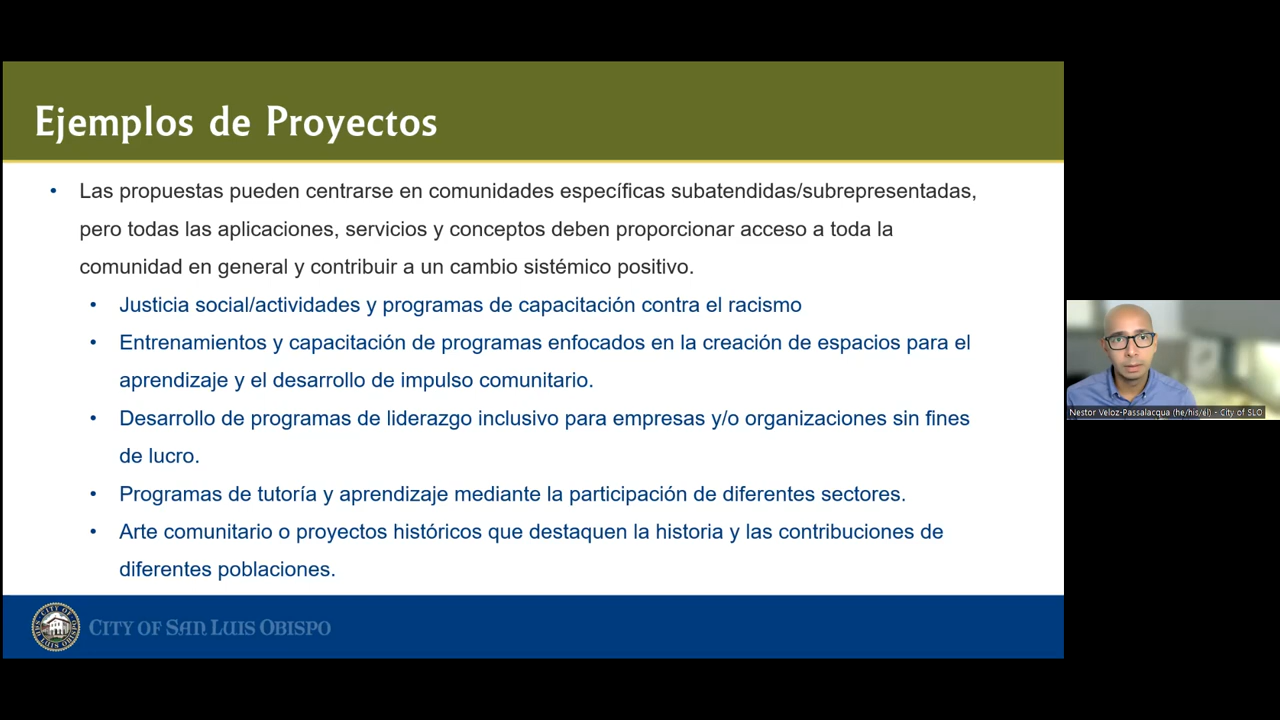 Ejemplos de Proyectos
• Las propuestas pueden centrarse en comunidades específicas subatendidas/subrepresentadas,
pero todas las aplicaciones, servicios y conceptos deben proporcionar acceso a toda la
comunidad en general y contribuir a un cambio sistémico positivo.
• Justicia social/actividades y programas de capacitación contra el racismo
• Entrenamientos y capacitación de programas enfocados en la creación de espacios para el
aprendizaje y el desarrollo de impulso comunitario.
• Desarrollo de programas de liderazgo inclusivo para empresas y/o organizaciones sin fines
de lucro.
• Programas de tutoría y aprendizaje mediante la participación de diferentes sectores.
• Arte comunitario o proyectos históricos que destaquen la historia y las contribuciones de
diferentes poblaciones.
CITY OF SAN LUIS OBISPO
Nestor Veloz-Passalacqua (he/his/él) - City of SLO